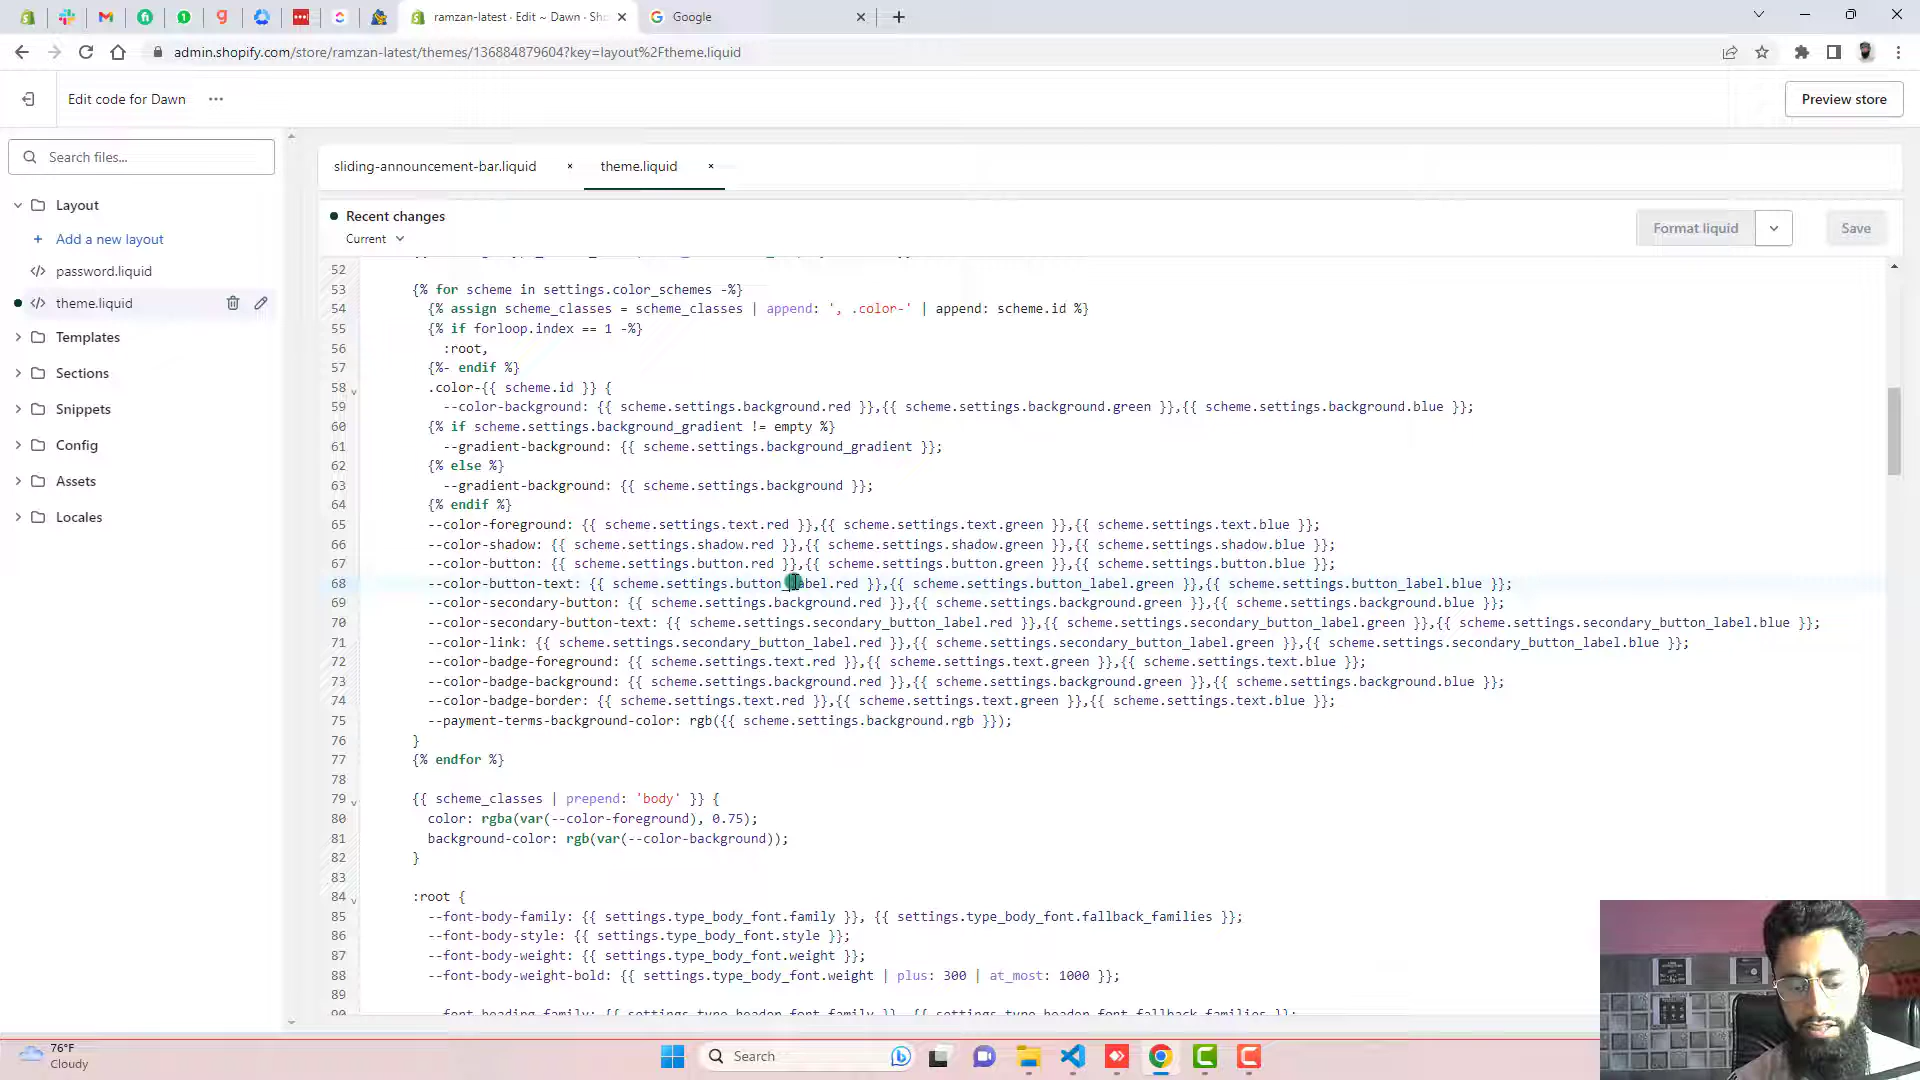 ramzan-latest · Edit ~ Dawn · Sh
Google
admin.shopify.com/store/ramzan-latest/themes/136884879604?key=layout%2Ftheme.liquid
Edit code for Dawn
Preview store
Search files...
sliding-announcement-bar.liquid
theme.liquid
Layout
Add a new layout
password.liquid
theme.liquid
Templates
Sections
Snippets
Config
Assets
Locales
Recent changes
Current
Format liquid
Save
52
53 {% for scheme in settings.color_schemes -%}
54 {% assign scheme_classes = scheme_classes | append: ', .color-' | append: scheme.id %}
55 {% if forloop.index == 1 -%}
56 :root,
57 {%- endif %}
58 .color-{{ scheme.id }} {
59 --color-background: {{ scheme.settings.background.red }},{{ scheme.settings.background.green }},{{ scheme.settings.background.blue }};
60 {% if scheme.settings.background_gradient != empty %}
61 --gradient-background: {{ scheme.settings.background_gradient }};
62 {% else %}
63 --gradient-background: {{ scheme.settings.background }};
64 {% endif %}
65 --color-foreground: {{ scheme.settings.text.red }},{{ scheme.settings.text.green }},{{ scheme.settings.text.blue }};
66 --color-shadow: {{ scheme.settings.shadow.red }},{{ scheme.settings.shadow.green }},{{ scheme.settings.shadow.blue }};
67 --color-button: {{ scheme.settings.button.red }},{{ scheme.settings.button.green }},{{ scheme.settings.button.blue }};
68 --color-button-text: {{ scheme.settings.button_label.red }},{{ scheme.settings.button_label.green }},{{ scheme.settings.button_label.blue }};
69 --color-secondary-button: {{ scheme.settings.background.red }},{{ scheme.settings.background.green }},{{ scheme.settings.background.blue }};
70 --color-secondary-button-text: {{ scheme.settings.secondary_button_label.red }},{{ scheme.settings.secondary_button_label.green }},{{ scheme.settings.secondary_button_label.blue }};
71 --color-link: {{ scheme.settings.secondary_button_label.red }},{{ scheme.settings.secondary_button_label.green }},{{ scheme.settings.secondary_button_label.blue }};
72 --color-badge-foreground: {{ scheme.settings.text.red }},{{ scheme.settings.text.green }},{{ scheme.settings.text.blue }};
73 --color-badge-background: {{ scheme.settings.background.red }},{{ scheme.settings.background.green }},{{ scheme.settings.background.blue }};
74 --color-badge-border: {{ scheme.settings.text.red }},{{ scheme.settings.text.green }},{{ scheme.settings.text.blue }};
75 --payment-terms-background-color: rgb({{ scheme.settings.background.rgb }});
76 }
77 {% endfor %}
78
79 {{ scheme_classes | prepend: 'body' }} {
80 color: rgba(var(--color-foreground), 0.75);
81 background-color: rgb(var(--color-background));
82 }
83
84 :root {
85 --font-body-family: {{ settings.type_body_font.family }}, {{ settings.type_body_font.fallback_families }};
86 --font-body-style: {{ settings.type_body_font.style }};
87 --font-body-weight: {{ settings.type_body_font.weight }};
88 --font-body-weight-bold: {{ settings.type_body_font.weight | plus: 300 | at_most: 1000 }};
89
90 --font-heading-family: {{ settings.type_header_font.family }}, {{ settings.type_header_font.fallback_families }};
76°F
Cloudy
Search